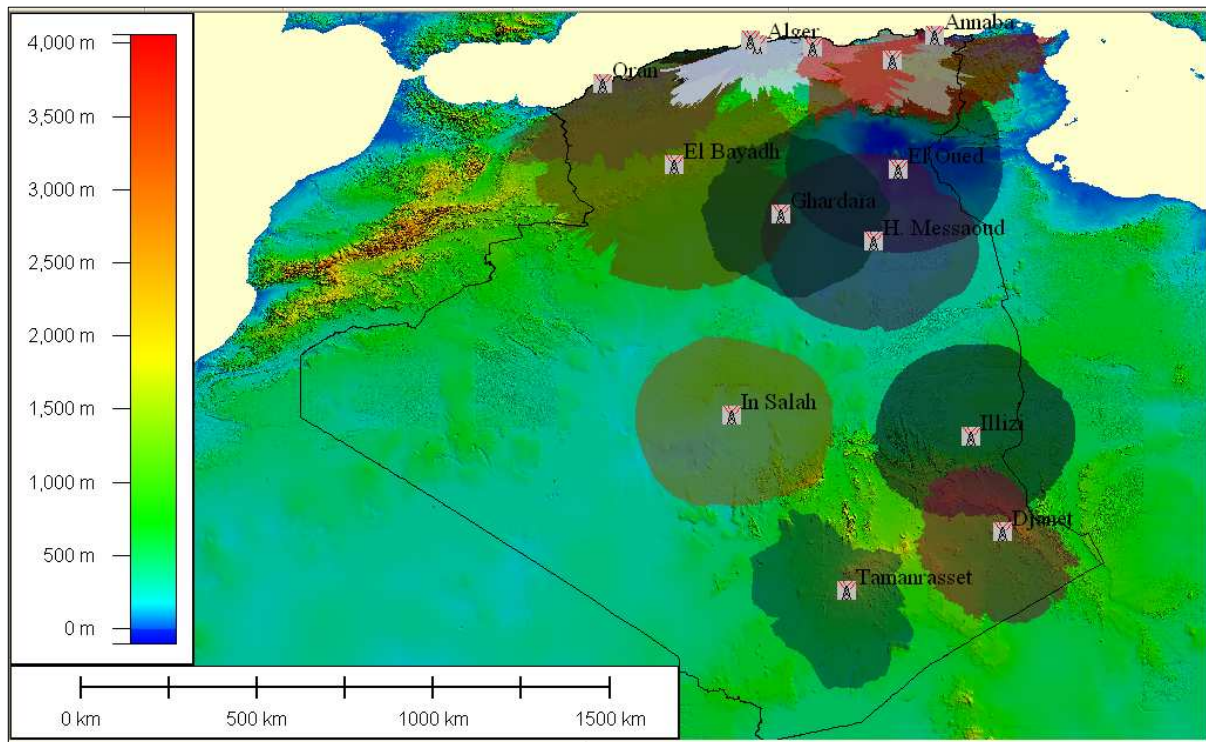 4,000 m
3,500 m
3,000 m
2,500 m
2,000 m
1,500 m
1,000 m
500 m
0 m
Annaba
Alger
Oran
El Bayadh
El Oued
Ghardaïa
H. Messaoud
In Salah
Illizi
Djanet
Tamanrasset
0 km 500 km 1000 km 1500 km